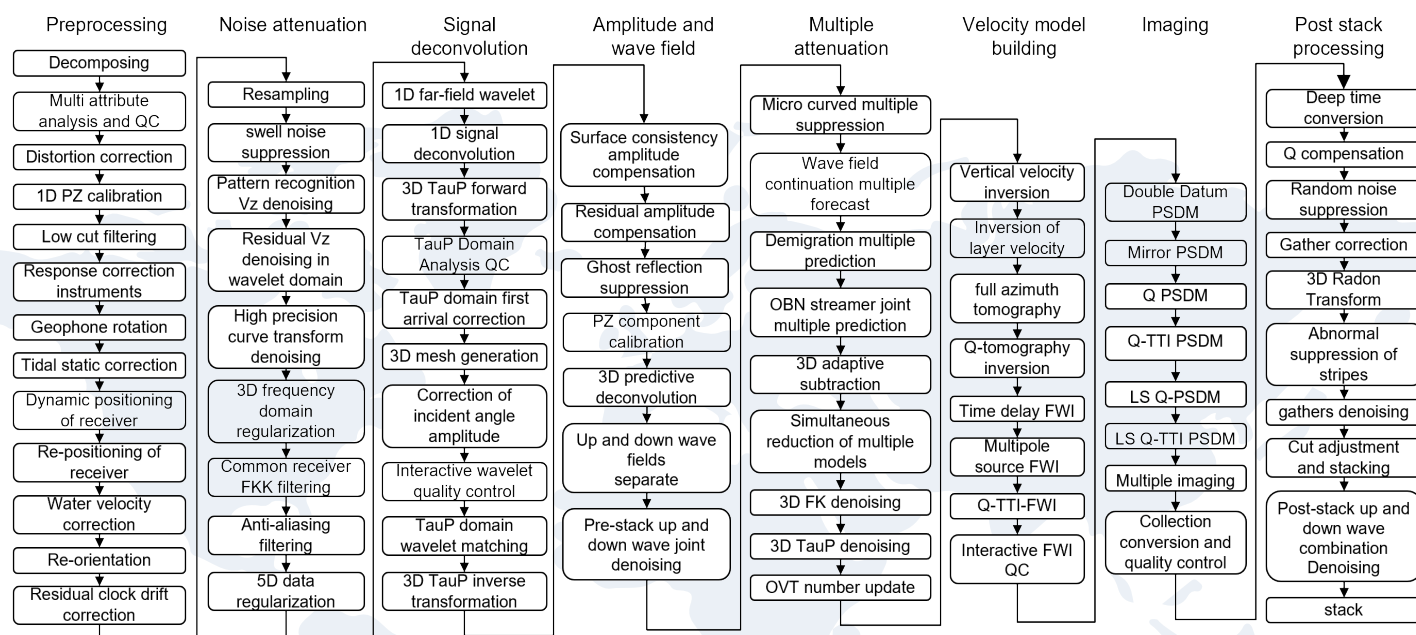 Preprocessing
Decomposing
Multi attribute
analysis and QC
Distortion correction
1D PZ calibration
Low cut filtering
Response correction
instruments
Geophone rotation
Tidal static correction
Dynamic positioning
of receiver
Re-positioning of
receiver
Water velocity
correction
Re-orientation
Residual clock drift
correction
Noise attenuation
Resampling
swell noise
suppression
Pattern recognition
Vz denoising
Residual Vz
denoising in
wavelet domain
High precision
curve transform
denoising
3D frequency
domain
regularization
Common receiver
FKK filtering
Anti-aliasing
filtering
5D data
regularization
Signal
deconvolution
1D far-field wavelet
1D signal
deconvolution
3D TauP forward
transformation
TauP Domain
Analysis QC
TauP domain first
arrival correction
3D mesh generation
Correction of
incident angle
amplitude
Interactive wavelet
quality control
TauP domain
wavelet matching
3D TauP inverse
transformation
Amplitude and
wave field
Surface consistency
amplitude
compensation
Residual amplitude
compensation
Ghost reflection
suppression
PZ component
calibration
3D predictive
deconvolution
Up and down wave
fields
separate
Pre-stack up and
down wave joint
denoising
Multiple
attenuation
Micro curved multiple
suppression
Wave field
continuation multiple
forecast
Demigration multiple
prediction
OBN streamer joint
multiple prediction
3D adaptive
subtraction
Simultaneous
reduction of multiple
models
3D FK denoising
3D TauP denoising
OVT number update
Velocity model
building
Vertical velocity
inversion
Inversion of
layer velocity
full azimuth
tomography
Q-tomography
inversion
Time delay FWI
Multipole
source FWI
Q-TTI-FWI
Interactive FWI
QC
Imaging
Double Datum
PSDM
Mirror PSDM
Q PSDM
Q-TTI PSDM
LS Q-PSDM
LS Q-TTI PSDM
Multiple imaging
Collection
conversion and
quality control
Post stack
processing
Deep time
conversion
Q compensation
Random noise
suppression
Gather correction
3D Radon
Transform
Abnormal
suppression of
stripes
gathers denoising
Cut adjustment
and stacking
Post-stack up and
down wave
combination
Denoising
stack